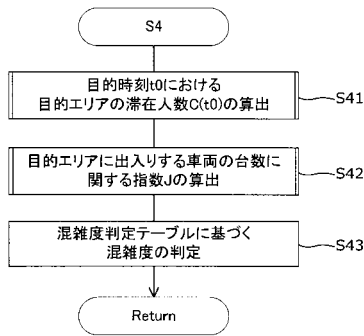 S4
目的時刻t0における
目的エリアの滞在人数C(t0)の算出
S41
目的エリアに出入りする車両の台数に
関する指数Jの算出
S42
混雑度判定テーブルに基づく
混雑度の判定
S43
Return